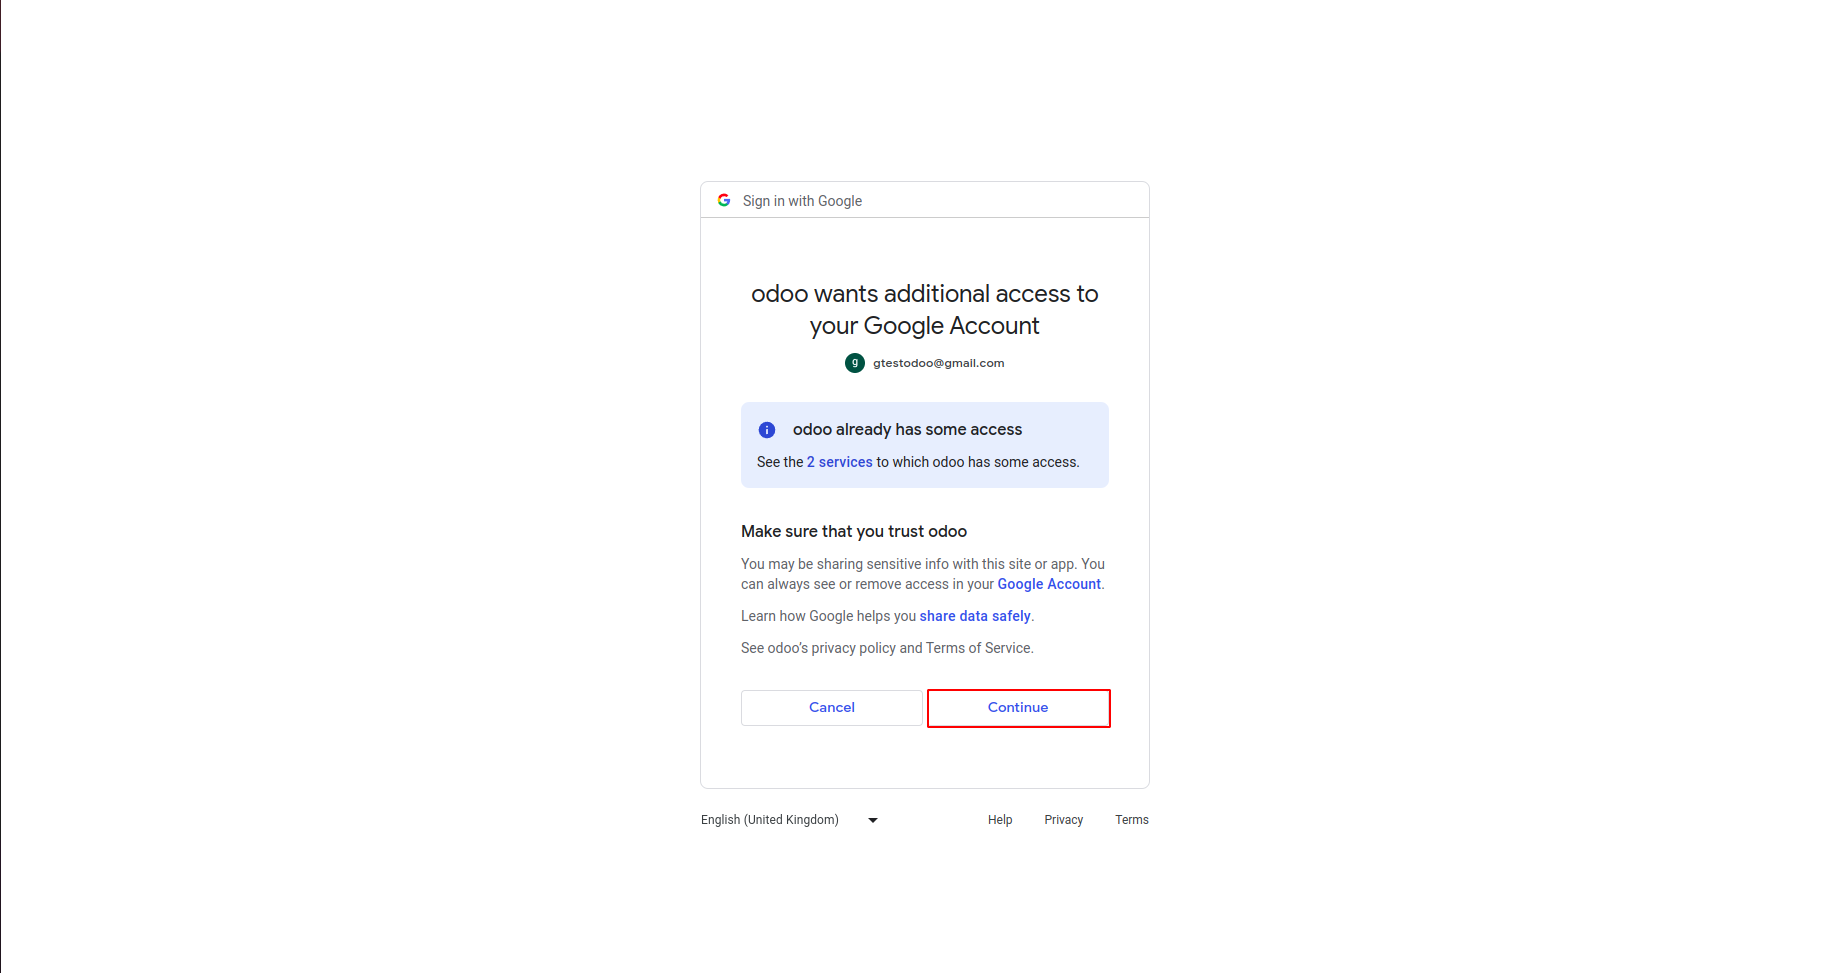 Sign in with Google
odoo wants additional access to
your Google Account
g gtestodoo@gmail.com
odoo already has some access
See the 2 services to which odoo has some access.
Make sure that you trust odoo
You may be sharing sensitive info with this site or app. You
can always see or remove access in your Google Account.
Learn how Google helps you share data safely.
See odoo’s privacy policy and Terms of Service.
Cancel Continue
English (United Kingdom) Help Privacy Terms